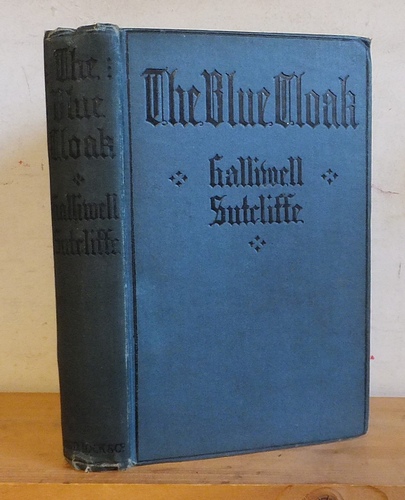 The
Blue
Cloak
Halliwell
Sutcliffe
The Blue Cloak
Halliwell
Sutcliffe